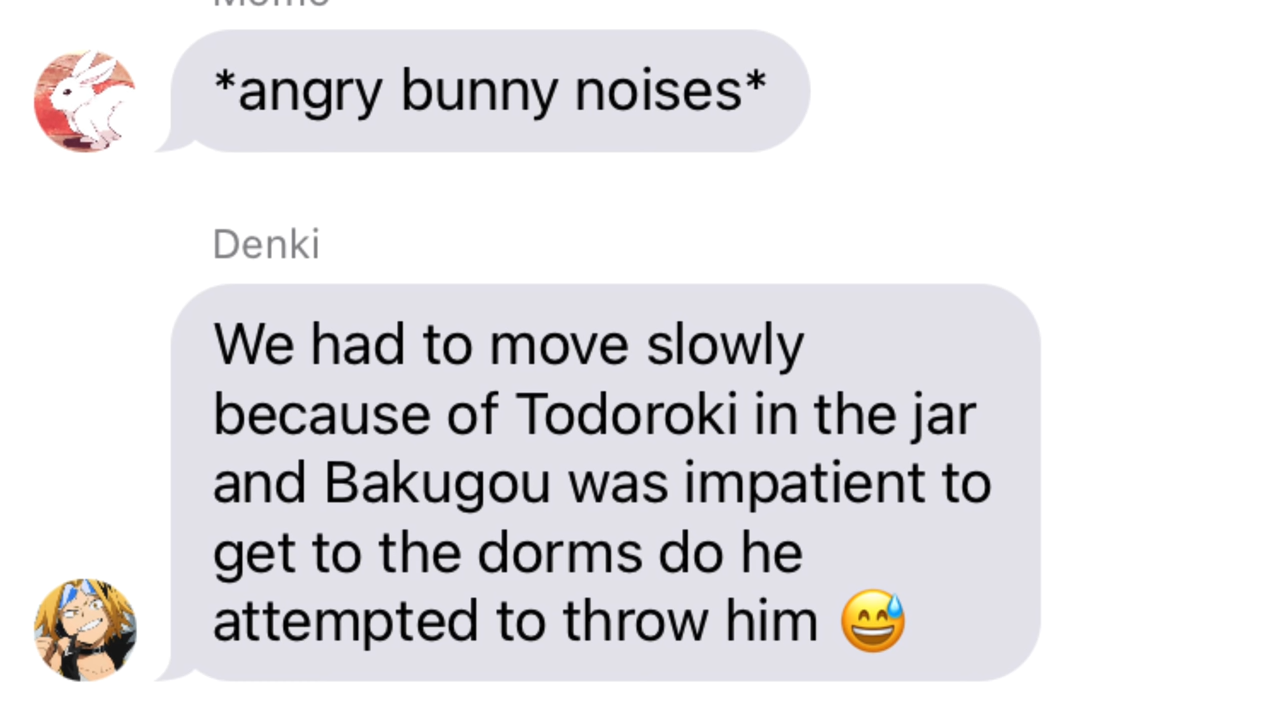 Momo
*angry bunny noises*
Denki
We had to move slowly
because of Todoroki in the jar
and Bakugou was impatient to
get to the dorms do he
attempted to throw him 😅